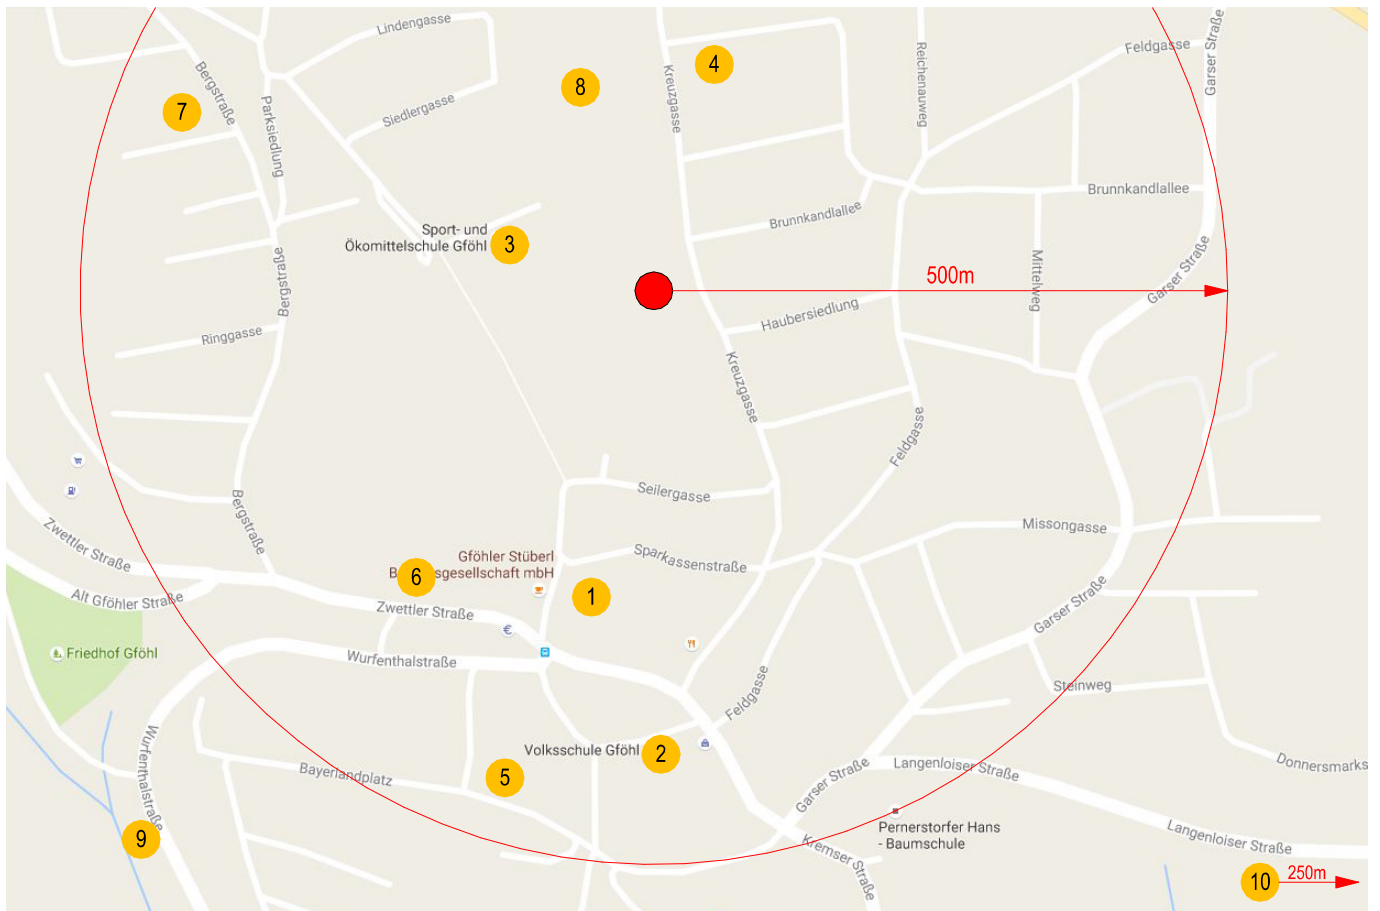 Lindengasse
Feldgasse
Garser Straße
4
Reichenauweg
8
Kreuzgasse
Bergstraße
7
Parksiedlung
Siedlergasse
Brunnkandlallee
Brunnkandlallee
Sport- und
Ökomittelschule Gföhl
3
500m
Mittelweg
Garser Straße
Bergstraße
Haubersiedlung
Ringgasse
Kreuzgasse
Feldgasse
Seilergasse
Bergstraße
Missongasse
Zwettler Straße
Gföhler Stüberl
sgesellschaft mbH
6
Sparkassenstraße
1
Alt Gföhler Straße
Zwettler Straße
Garser Straße
€
Friedhof Gföhl
Wurfenthalstraße
Steinweg
Feldgasse
Volksschule Gföhl
2
Wurfenthalstraße
Bayerlandplatz
5
Garser Straße
Langenloiser Straße
Donnersmarks
Pernerstorfer Hans
- Baumschule
9
Kremser Straße
Langenloiser Straße
10
250m